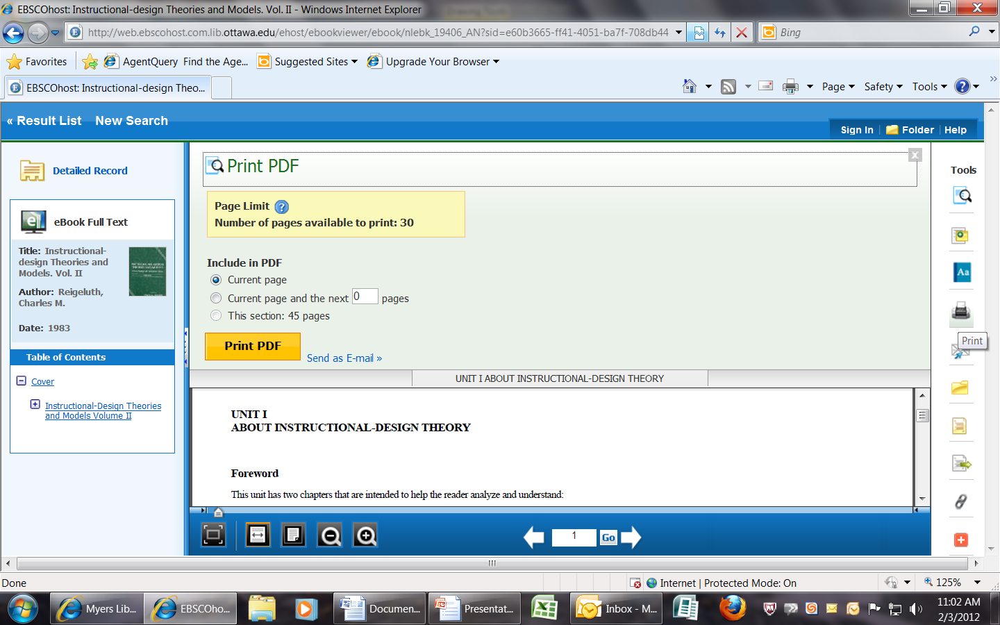 EBSCOhost: Instructional-design Theories and Models. Vol. II - Windows Internet Explorer
http://web.ebscohost.com.lib.ottawa.edu/ehost/ebookviewer/ebook/nlebk_19406_AN?sid=e60b3665-ff41-4051-ba7f-708db44
Bing
Favorites
AgentQuery Find the Age...
Suggested Sites
Upgrade Your Browser
EBSCOhost: Instructional-design Theo...
Page
Safety
Tools
« Result List
New Search
Sign In
Folder
Help
Detailed Record
Print PDF
Tools
Page Limit
Number of pages available to print: 30
eBook Full Text
Title: Instructional-
design Theories and
Models. Vol. II
Author: Reigeluth,
Charles M.
Date: 1983
Include in PDF
Current page
Current page and the next 0 pages
This section: 45 pages
Print PDF
Send as E-mail »
Aa
Print
Table of Contents
Cover
Instructional-Design Theories
and Models Volume II
UNIT I ABOUT INSTRUCTIONAL-DESIGN THEORY
UNIT I
ABOUT INSTRUCTIONAL-DESIGN THEORY
Foreword
This unit has two chapters that are intended to help the reader analyze and understand:
1
Go
Done
Internet | Protected Mode: On
125%
Myers Lib...
EBSCOho...
Documen...
Presentat...
Inbox - M...
11:02 AM
2/3/2012